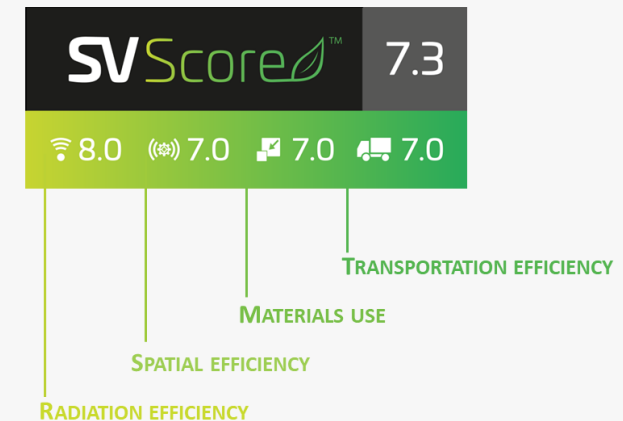 SVScore™ 7.3
8.0 7.0 7.0 7.0
TRANSPORTATION EFFICIENCY
MATERIALS USE
SPATIAL EFFICIENCY
RADIATION EFFICIENCY